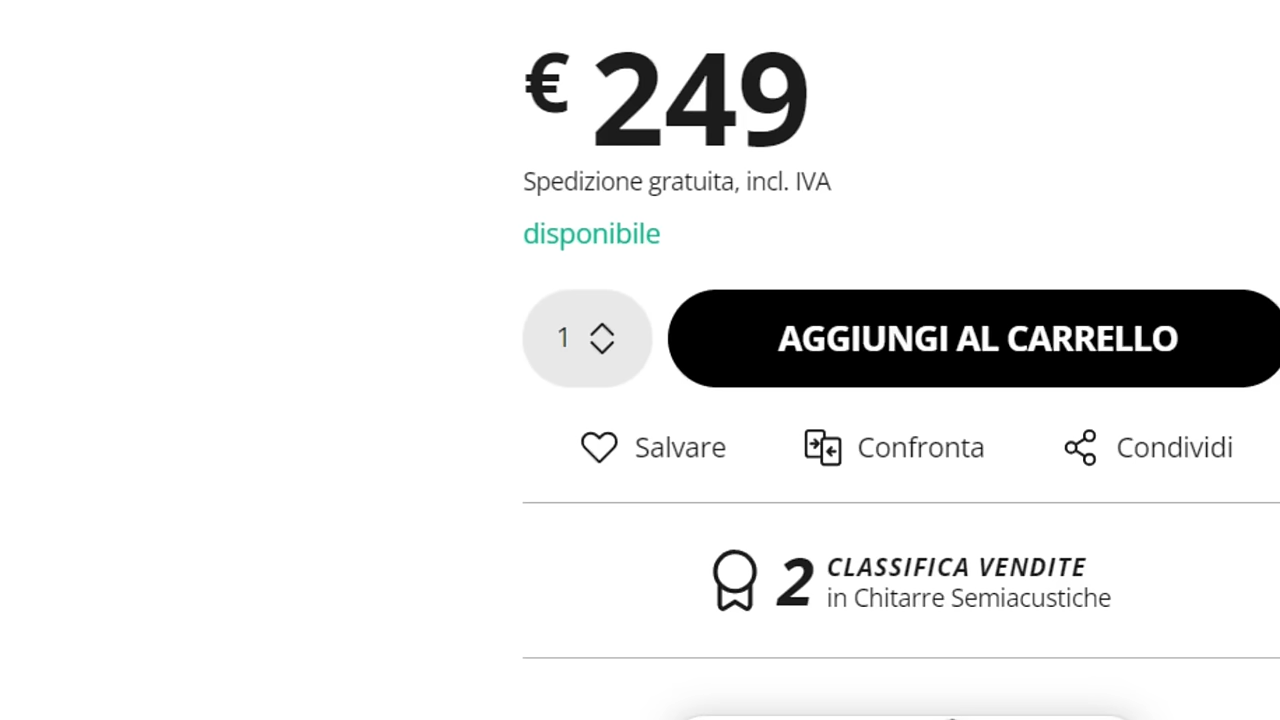 € 249
Spedizione gratuita, incl. IVA
disponibile
1 AGGIUNGI AL CARRELLO
Salvare Confronta Condividi
2 CLASSIFICA VENDITE
in Chitarre Semiacustiche